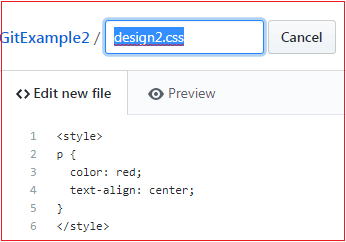 GitExample2 / design2.css Cancel
Edit new file Preview
1 <style>
2 p {
3 color: red;
4 text-align: center;
5 }
6 </style>